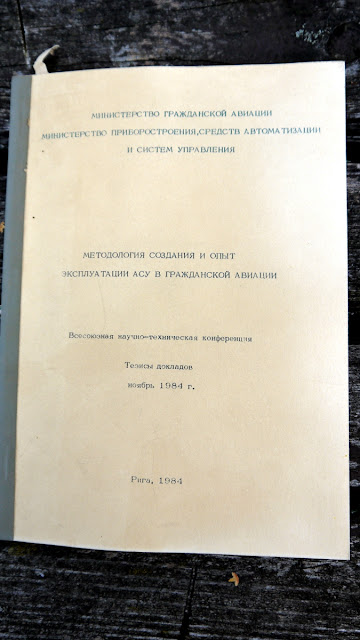 МИНИСТЕРСТВО ГРАЖДАНСКОЙ АВИАЦИИ
МИНИСТЕРСТВО ПРИБОРОСТРОЕНИЯ, СРЕДСТВ АВТОМАТИЗАЦИИ
И СИСТЕМ УПРАВЛЕНИЯ
МЕТОДОЛОГИЯ СОЗДАНИЯ И ОПЫТ
ЭКСПЛУАТАЦИИ АСУ В ГРАЖДАНСКОЙ АВИАЦИИ
Всесоюзная научно-техническая конференция
Тезисы докладов
ноябрь 1984 г.
Рига, 1984